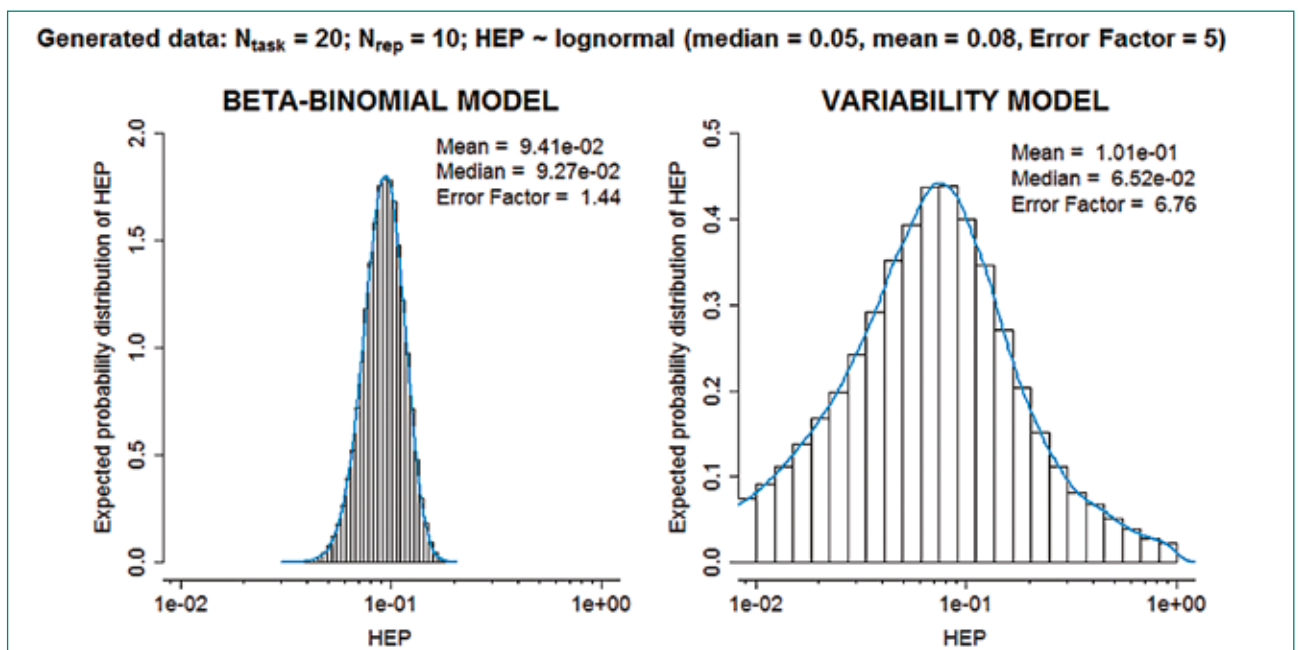 Generated data: Ntask = 20; Nrep = 10; HEP ~ lognormal (median = 0.05, mean = 0.08, Error Factor = 5)
BETA-BINOMIAL MODEL
Expected probability distribution of HEP
2.0
1.5
1.0
0.5
0.0
Mean = 9.41e-02
Median = 9.27e-02
Error Factor = 1.44
1e-02 1e-01 1e+00
HEP
VARIABILITY MODEL
Expected probability distribution of HEP
0.5
0.4
0.3
0.2
0.1
0.0
Mean = 1.01e-01
Median = 6.52e-02
Error Factor = 6.76
1e-02 1e-01 1e+00
HEP